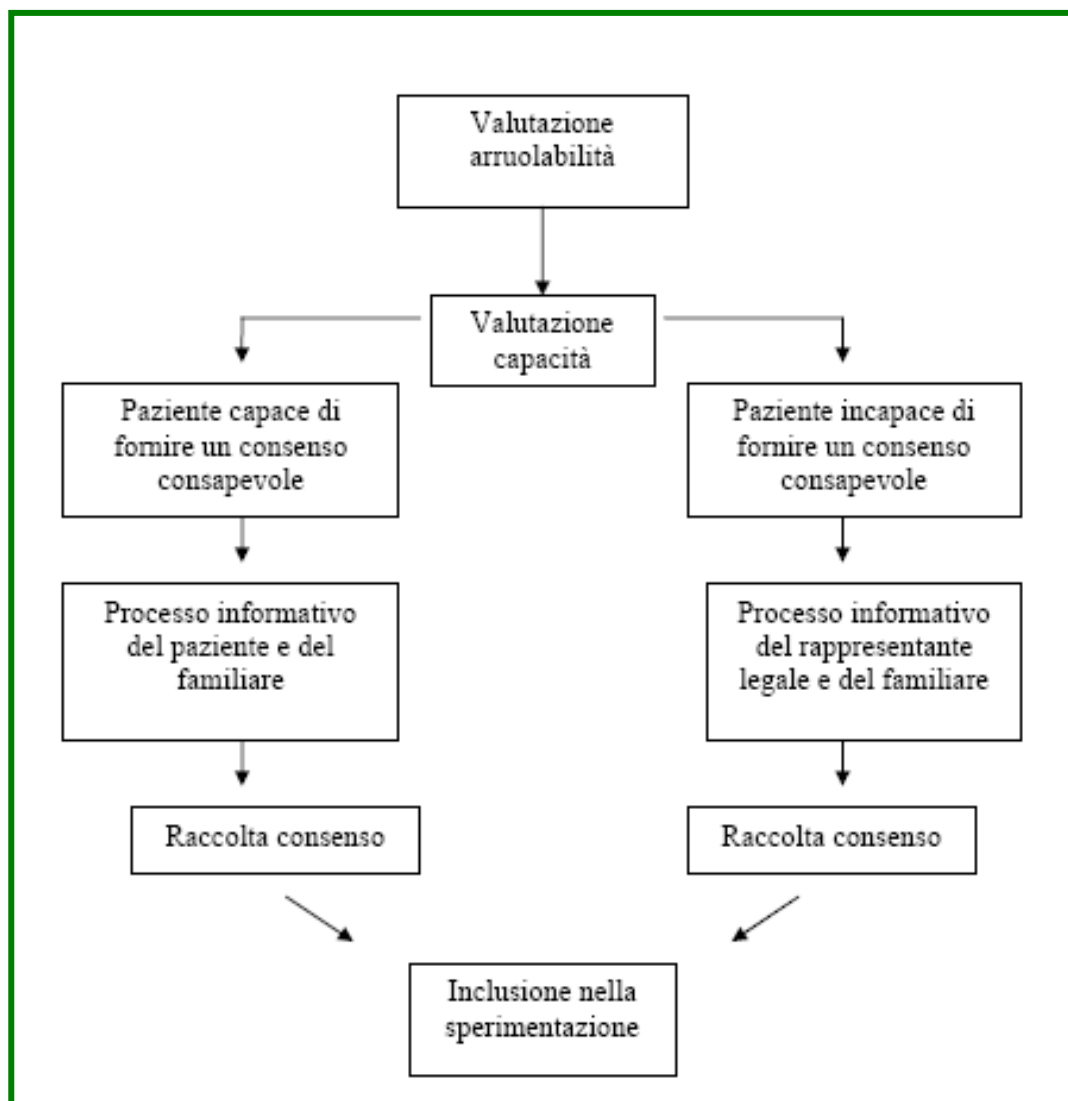 Valutazione
arruolabilità
Valutazione
capacità
Paziente capace di
fornire un consenso
consapevole
Paziente incapace di
fornire un consenso
consapevole
Processo informativo
del paziente e del
familiare
Processo informativo
del rappresentante
legale e del familiare
Raccolta consenso
Raccolta consenso
Inclusione nella
sperimentazione